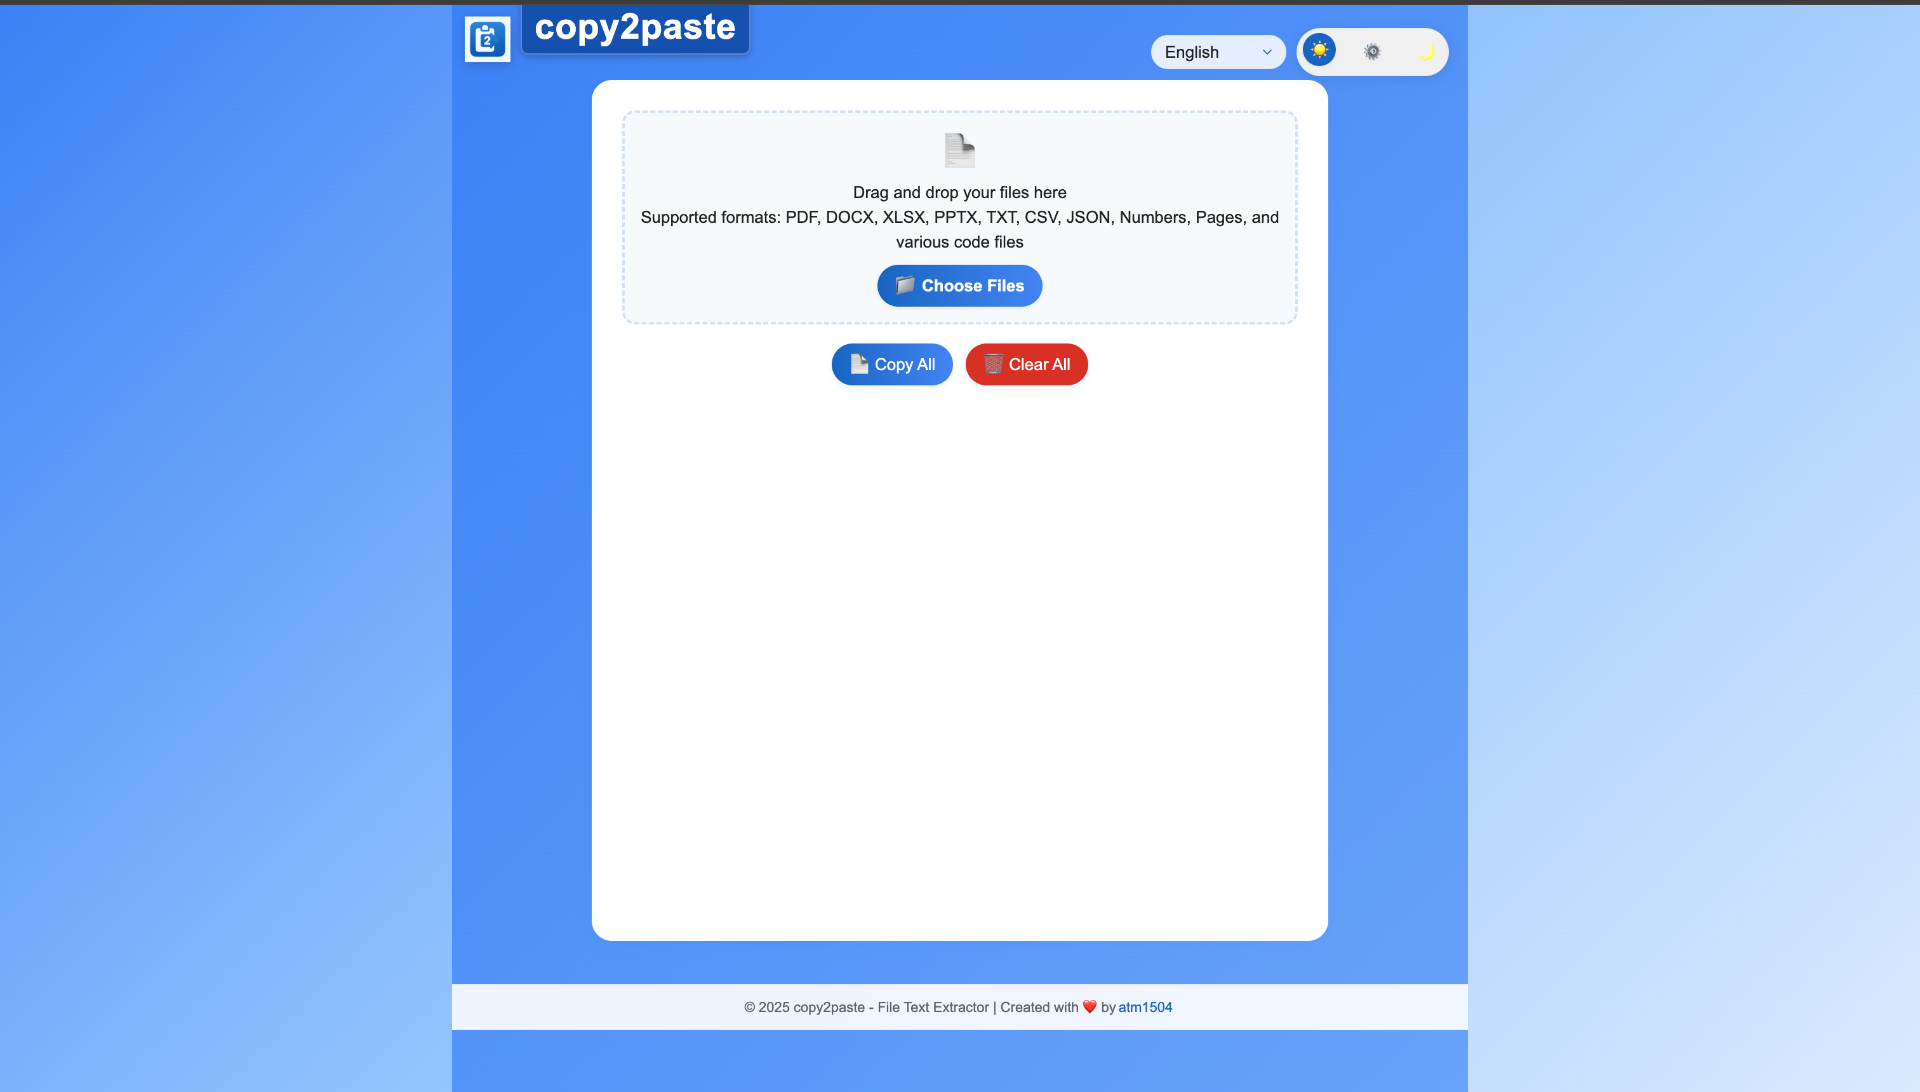 2
copy2paste
English
Drag and drop your files here
Supported formats: PDF, DOCX, XLSX, PPTX, TXT, CSV, JSON, Numbers, Pages, and
various code files
Choose Files
Copy All
Clear All
© 2025 copy2paste - File Text Extractor | Created with ❤️ by atm1504